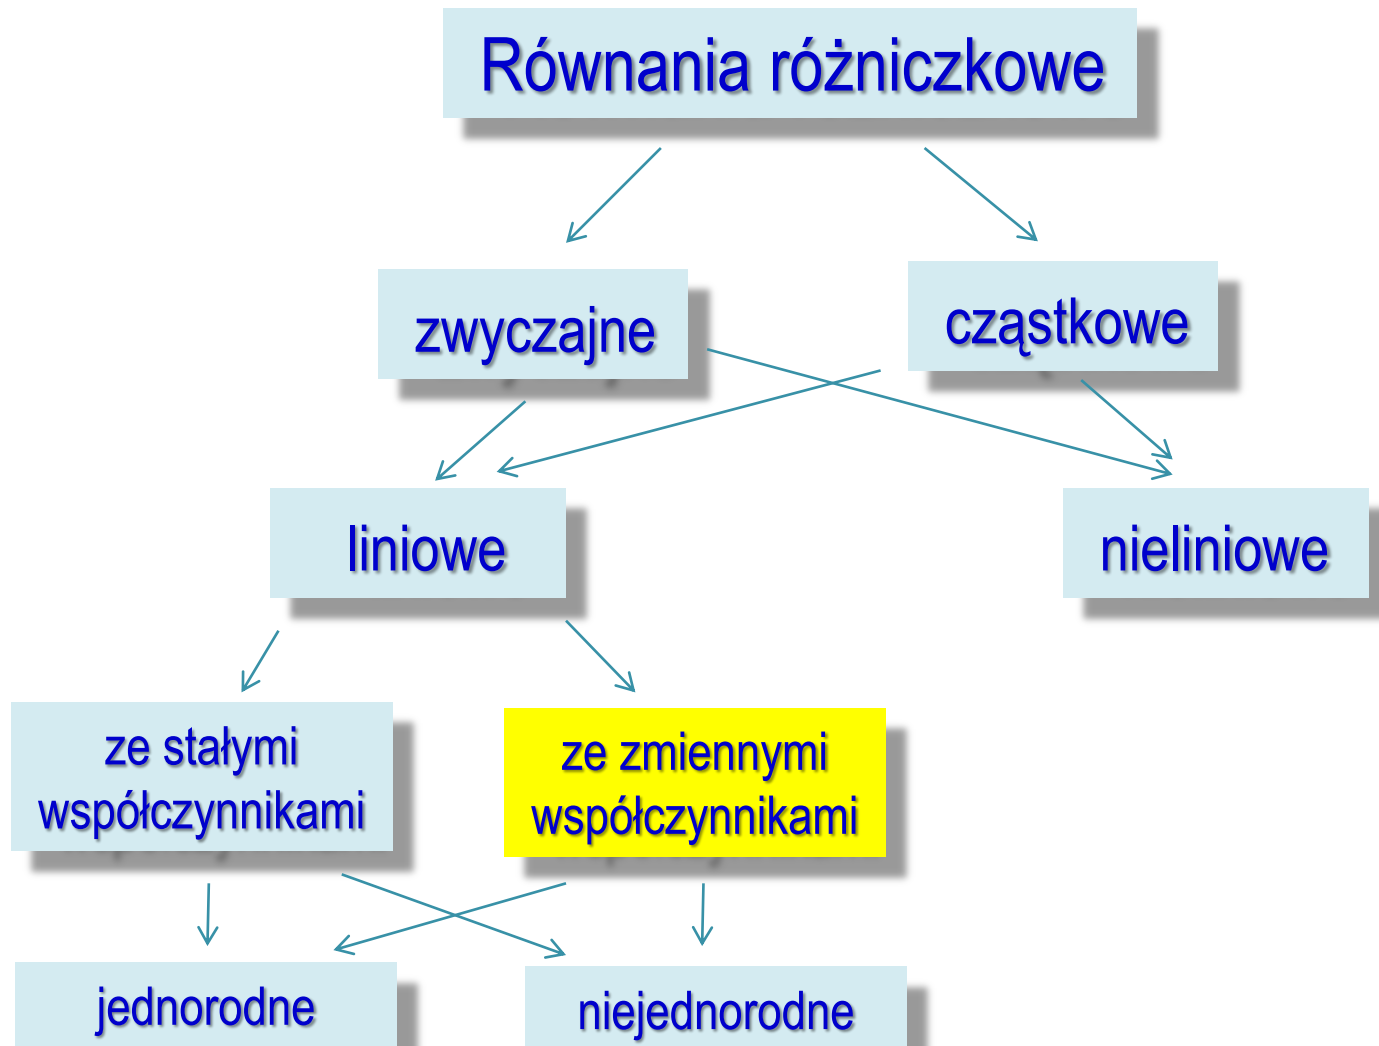 Równania różniczkowe
zwyczajne
cząstkowe
liniowe
nieliniowe
ze stałymi
współczynnikami
ze zmiennymi
współczynnikami
jednorodne
niejednorodne